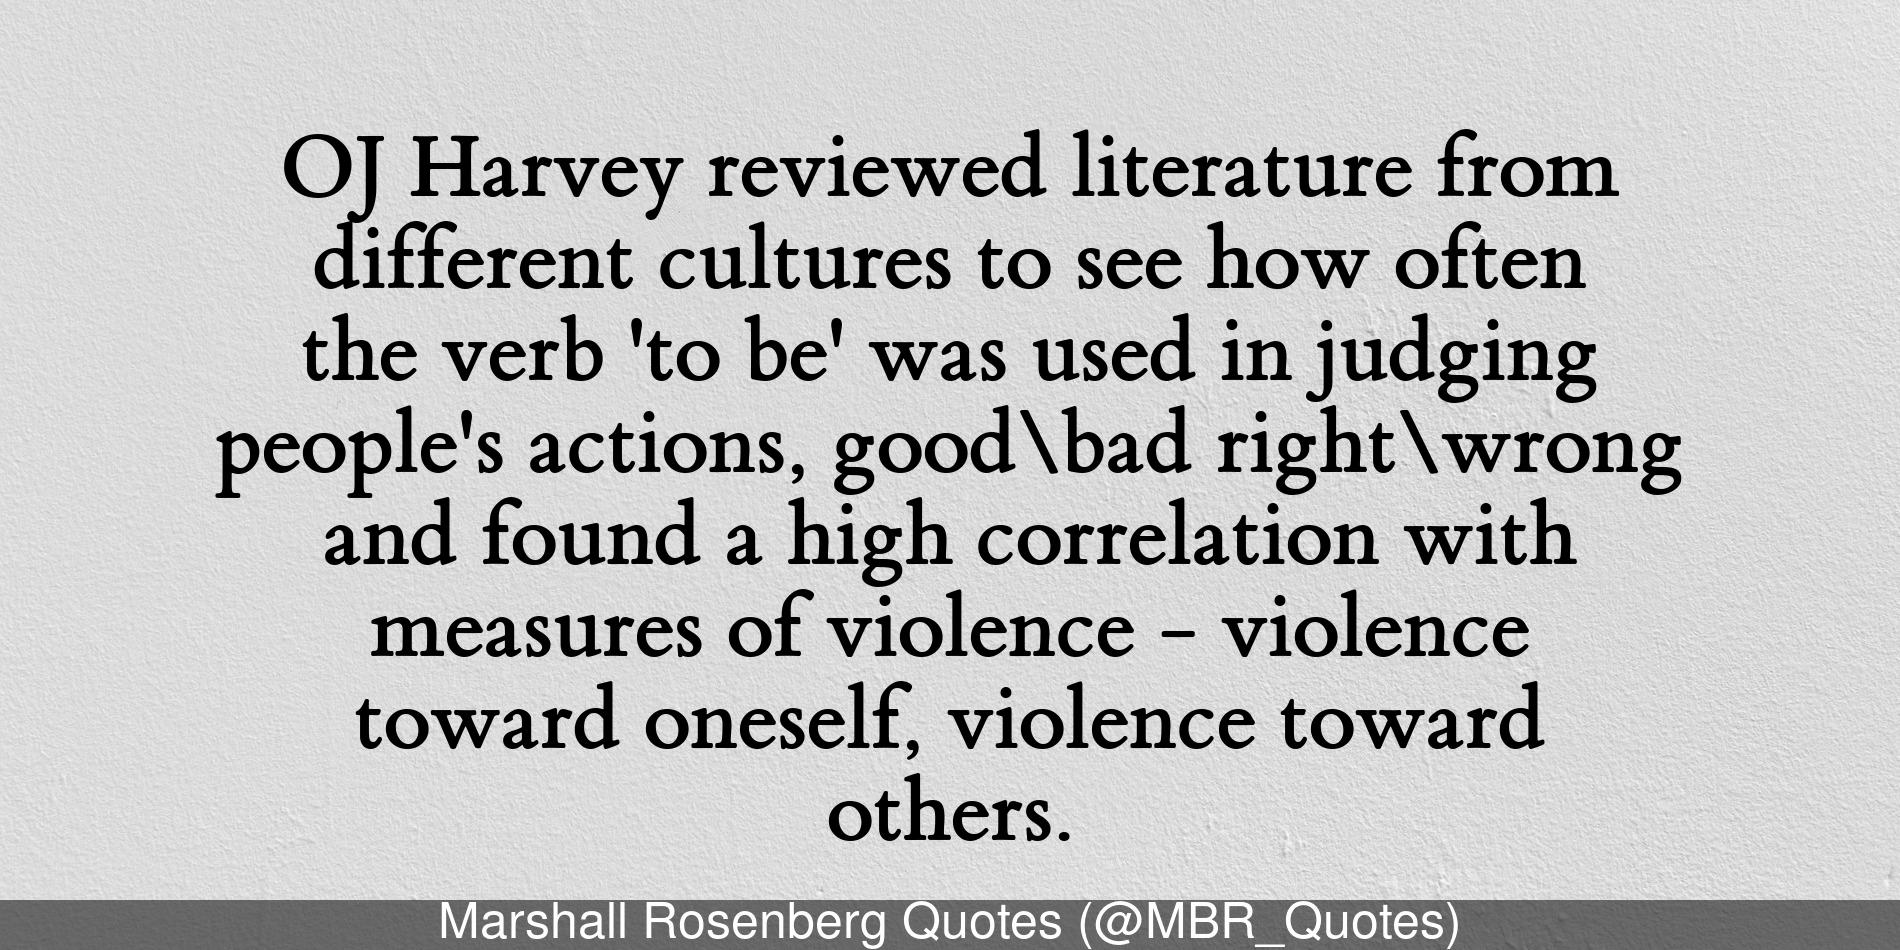 OJ Harvey reviewed literature from
different cultures to see how often
the verb 'to be' was used in judging
people's actions, good\bad right\wrong
and found a high correlation with
measures of violence – violence
toward oneself, violence toward
others.
Marshall Rosenberg Quotes (@MBR_Quotes)